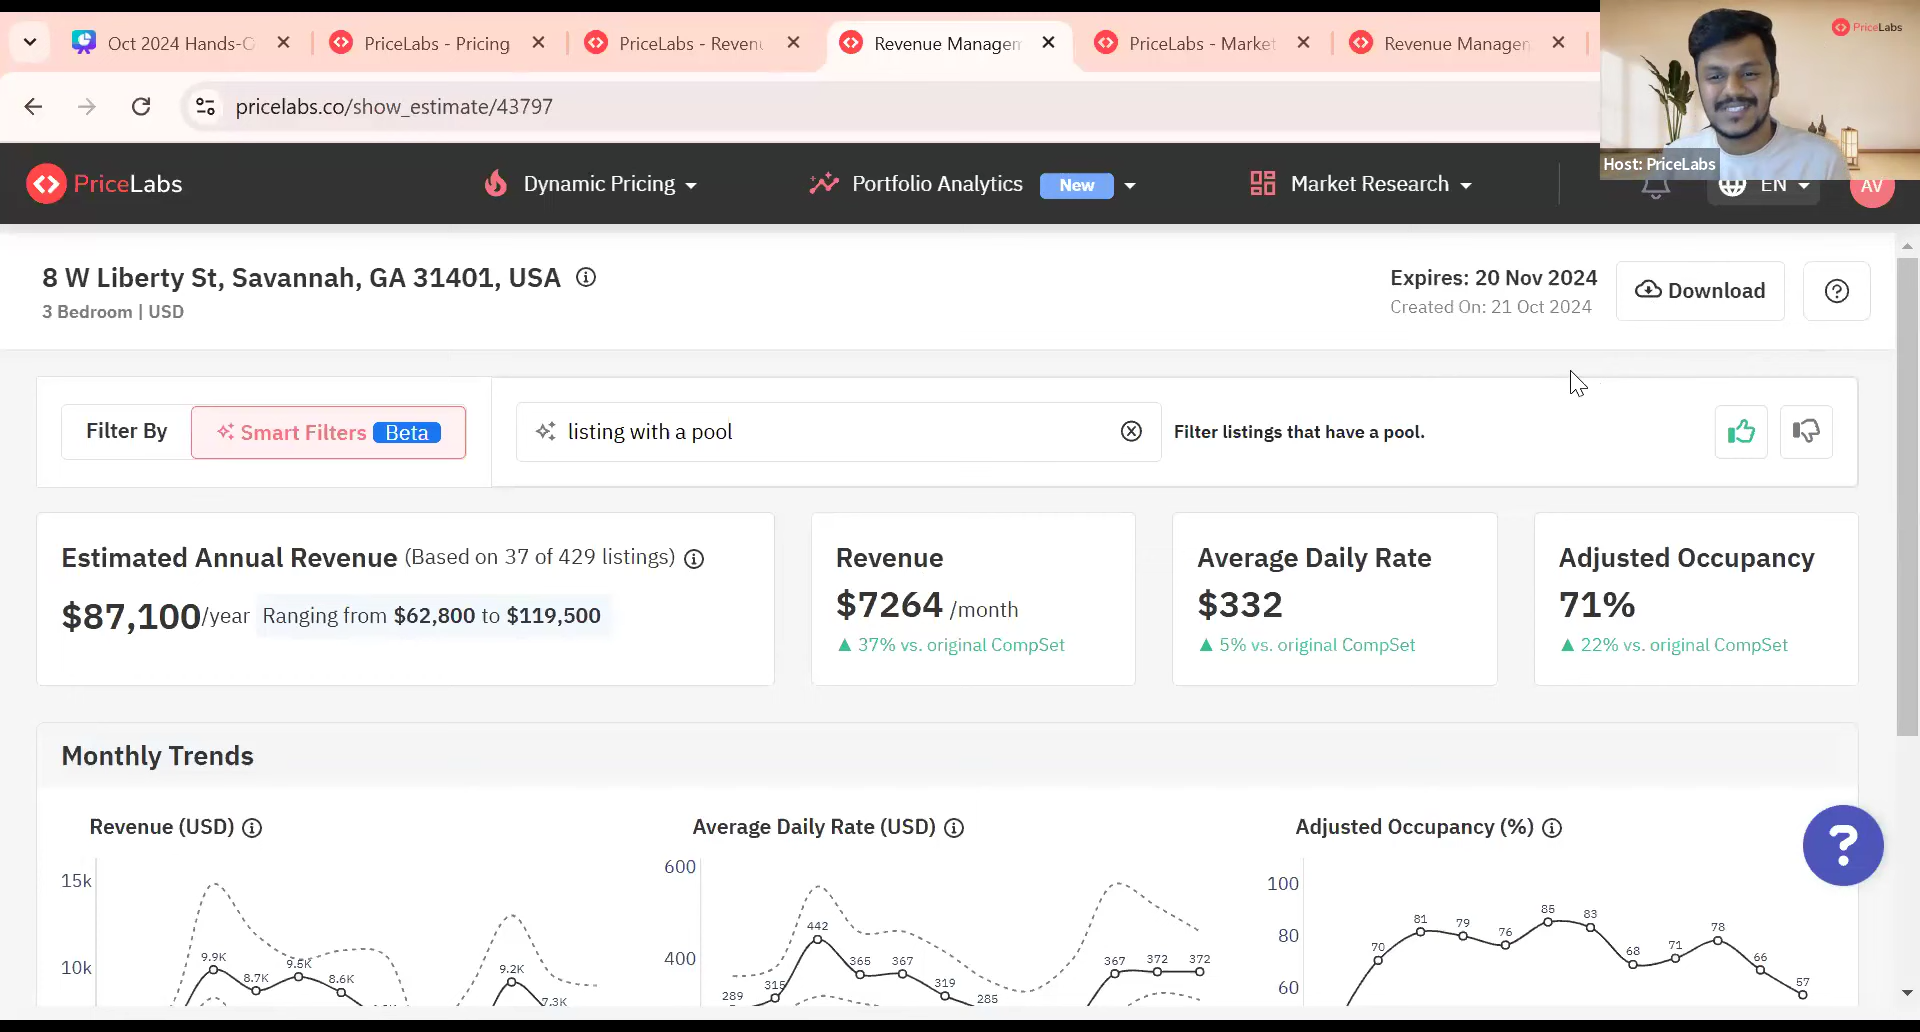 Oct 2024 Hands-O
PriceLabs - Pricing
PriceLabs - Revenu
Revenue Managem
PriceLabs - Market
Revenue Managem
PriceLabs
pricelabs.co/show_estimate/43797
Host: PriceLabs
PriceLabs
Dynamic Pricing
Portfolio Analytics
New
Market Research
EN
AV
8 W Liberty St, Savannah, GA 31401, USA
3 Bedroom | USD
Expires: 20 Nov 2024
Created On: 21 Oct 2024
Download
Filter By
Smart Filters Beta
listing with a pool
Filter listings that have a pool.
Estimated Annual Revenue (Based on 37 of 429 listings)
$87,100/year Ranging from $62,800 to $119,500
Revenue
$7264 /month
▲ 37% vs. original CompSet
Average Daily Rate
$332
▲ 5% vs. original CompSet
Adjusted Occupancy
71%
▲ 22% vs. original CompSet
Monthly Trends
Revenue (USD)
15k
10k
9.9K
8.7K
9.5K
8.6K
9.2K
7.3K
Average Daily Rate (USD)
600
400
289
315
442
365
367
319
285
367
372
372
Adjusted Occupancy (%)
100
80
60
70
81
79
76
85
83
68
71
78
66
57
?